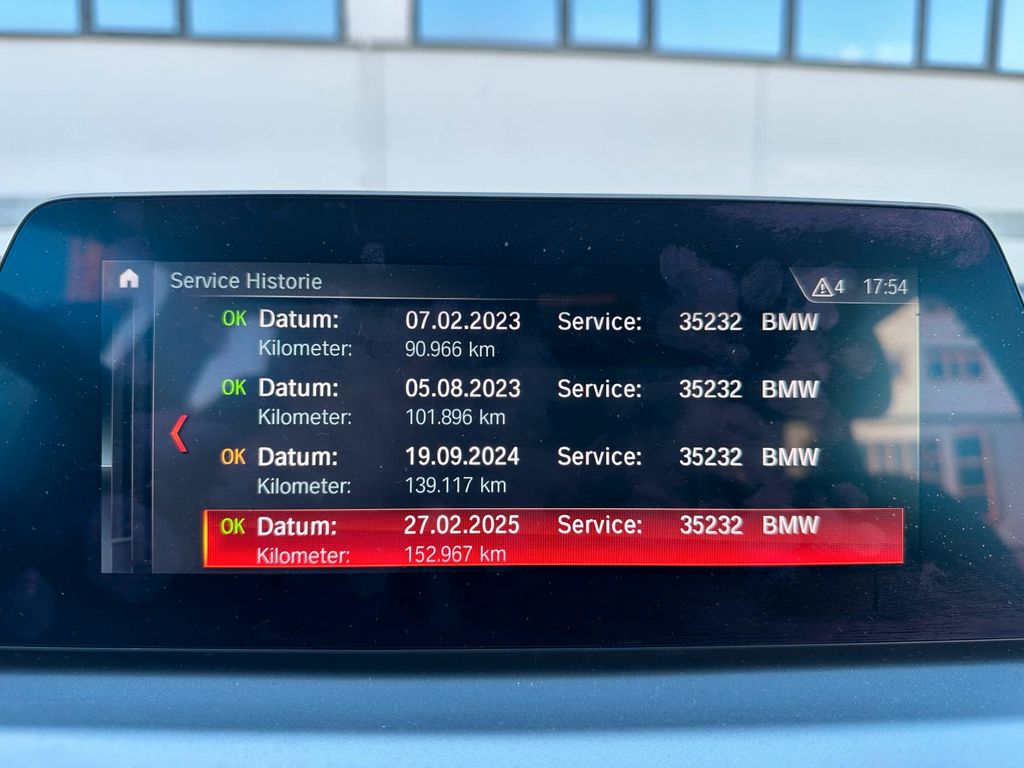 Service Historie 4 17:54
OK Datum: 07.02.2023 Service: 35232 BMW
Kilometer: 90.966 km
OK Datum: 05.08.2023 Service: 35232 BMW
Kilometer: 101.896 km
OK Datum: 19.09.2024 Service: 35232 BMW
Kilometer: 139.117 km
OK Datum: 27.02.2025 Service: 35232 BMW
Kilometer: 152.967 km